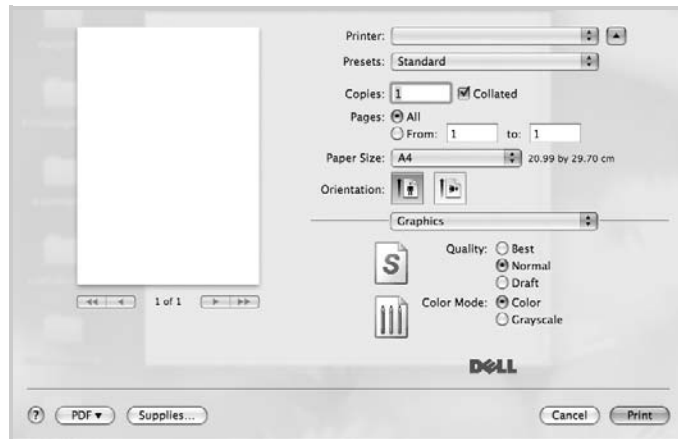 Printer:
Presets: Standard
Copies: 1 Collated
Pages: All
From: 1 to: 1
Paper Size: A4 20.99 by 29.70 cm
Orientation:
Graphics
S
Quality: Best
Normal
Draft
1 of 1
Color Mode: Color
Grayscale
DELL
? PDF Supplies... Cancel Print